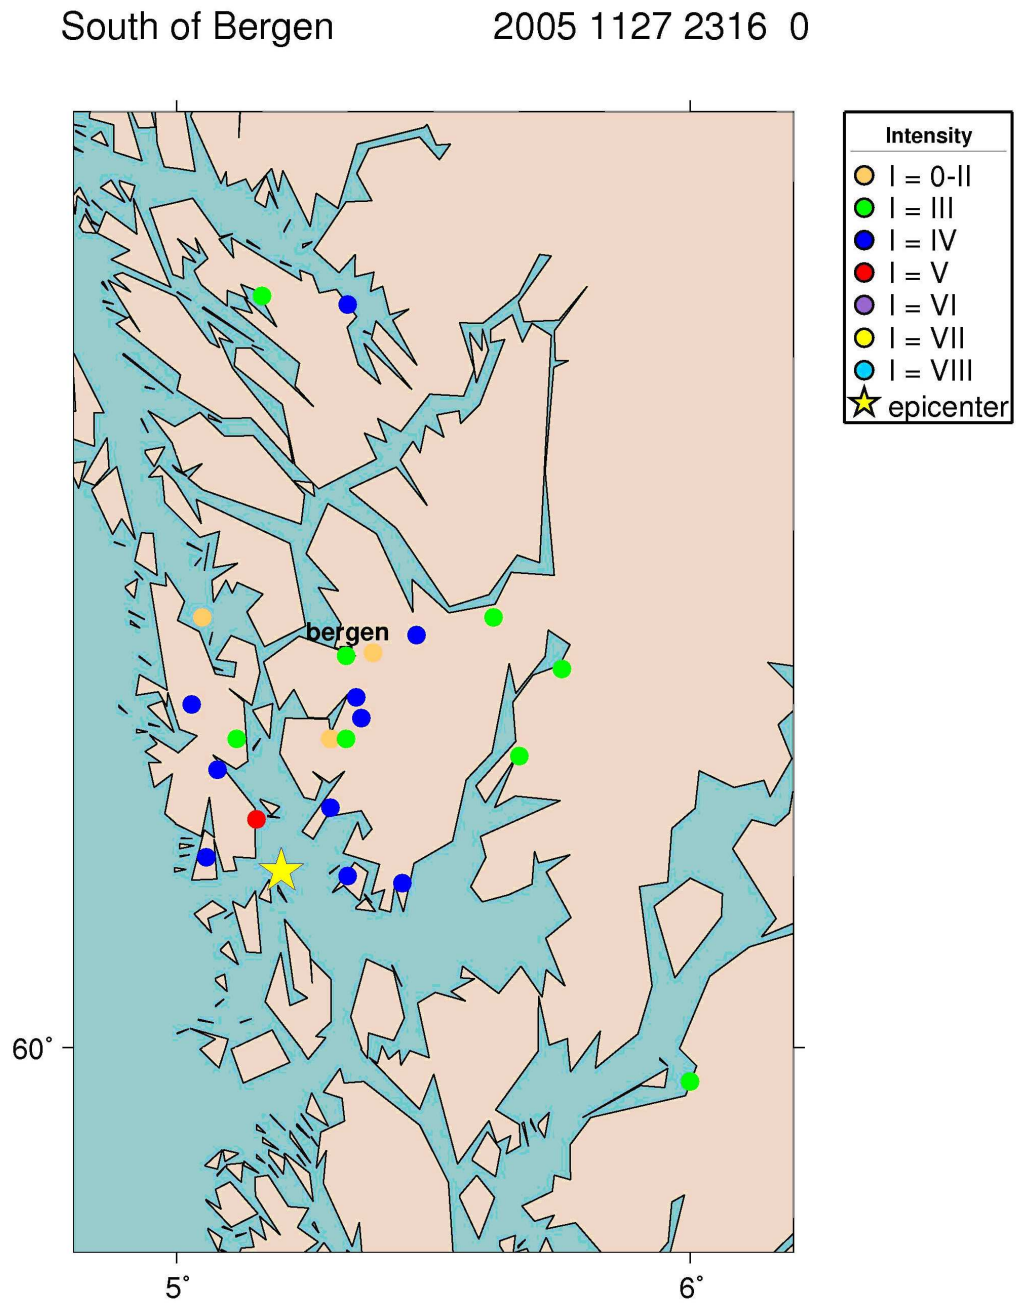 South of Bergen 2005 1127 2316 0
Intensity
I = 0-II
I = III
I = IV
I = V
I = VI
I = VII
I = VIII
epicenter
bergen
60°
5° 6°